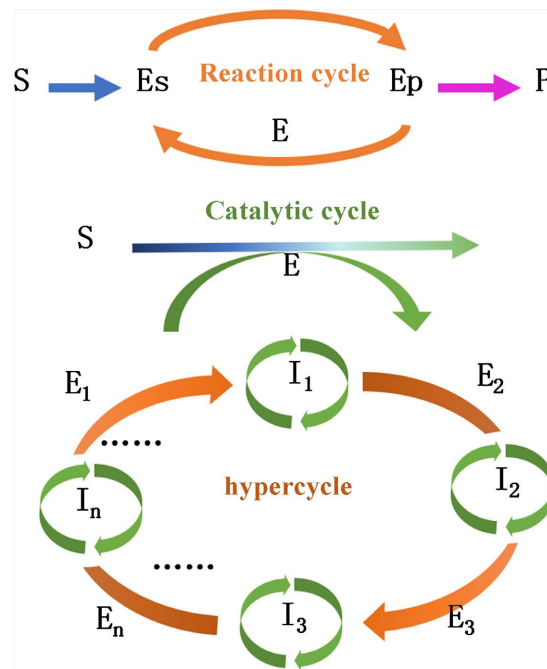 Reaction cycle
S Es Ep P
E
Catalytic cycle
S
E
E₁ I₁ E₂
......
Iₙ hypercycle I₂
......
Eₙ I₃ E₃